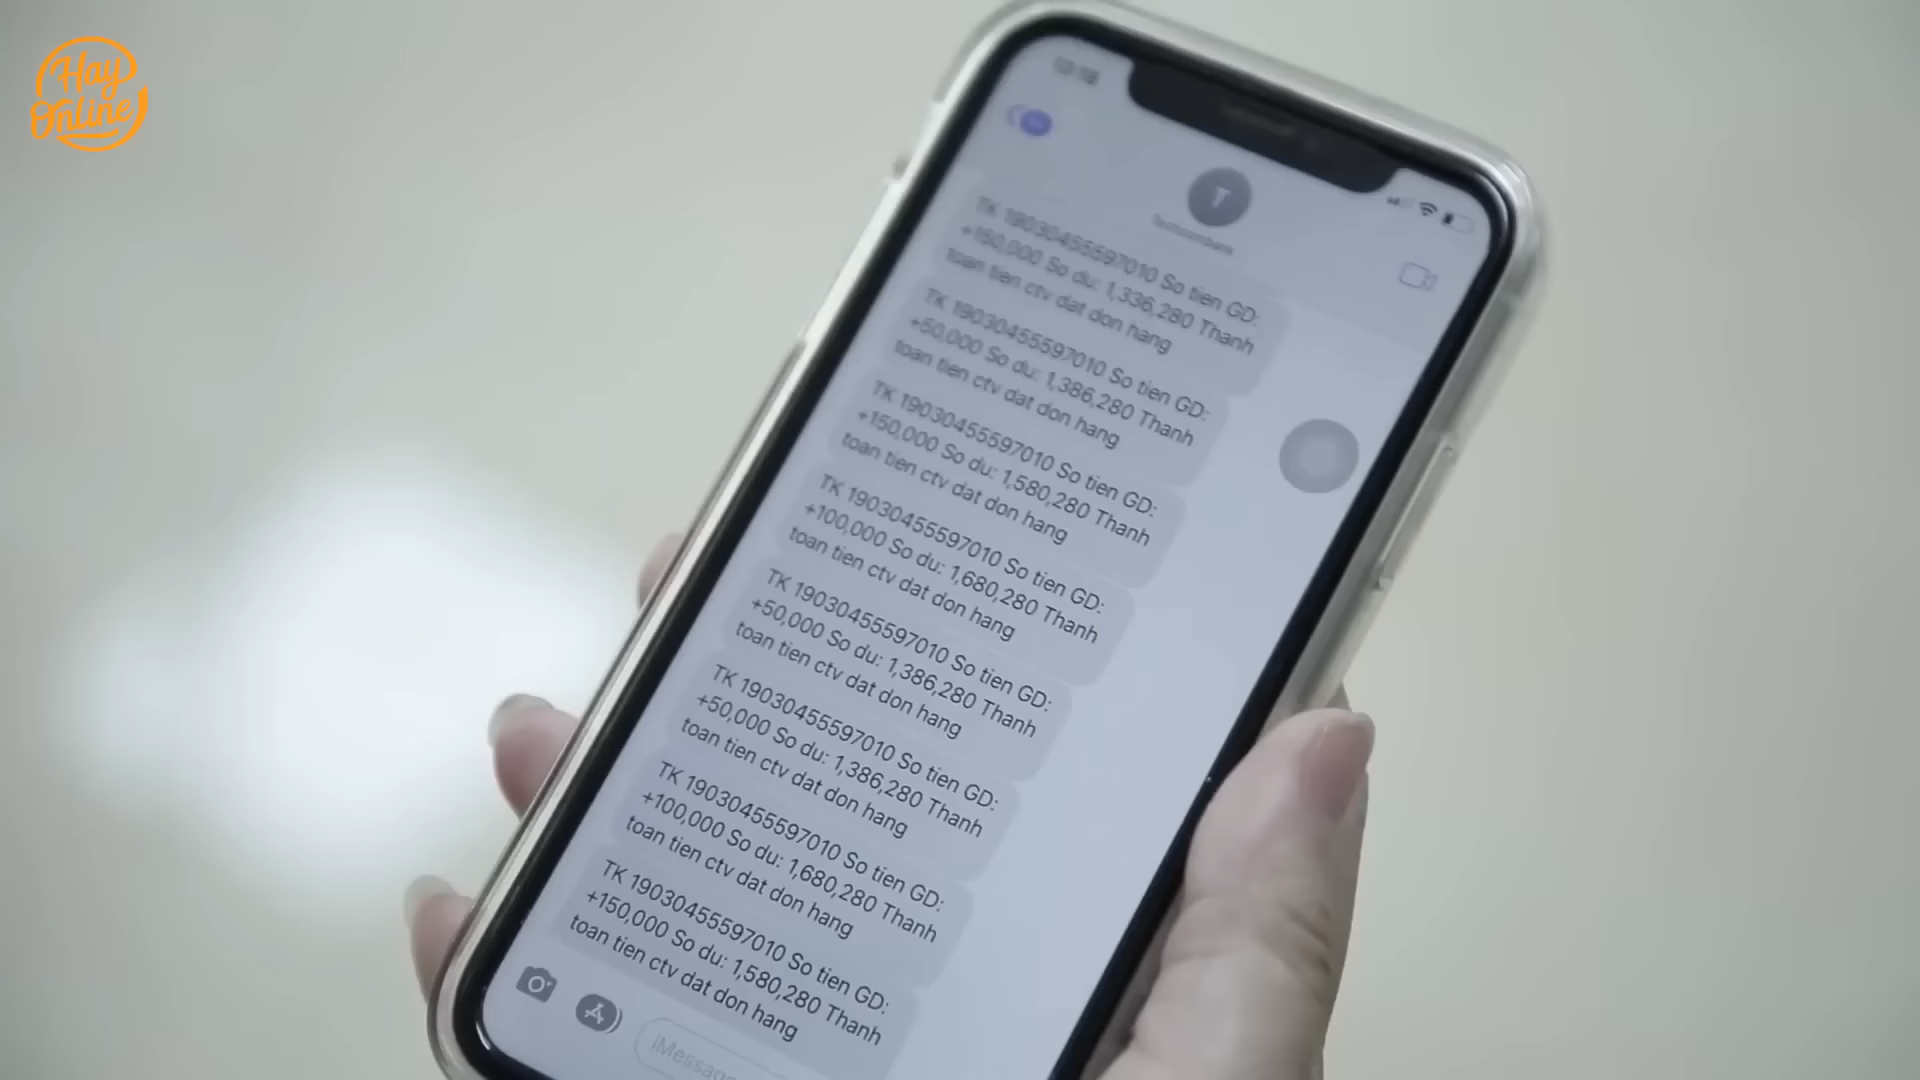 Hay
Online
TK 19030455597010 So tien GD:
+150,000 So du: 1,336,280 Thanh
toan tien ctv dat don hang
TK 19030455597010 So tien GD:
+50,000 So du: 1,386,280 Thanh
toan tien ctv dat don hang
TK 19030455597010 So tien GD:
+150,000 So du: 1,580,280 Thanh
toan tien ctv dat don hang
TK 19030455597010 So tien GD:
+100,000 So du: 1,680,280 Thanh
toan tien ctv dat don hang
TK 19030455597010 So tien GD:
+50,000 So du: 1,386,280 Thanh
toan tien ctv dat don hang
TK 19030455597010 So tien GD:
+50,000 So du: 1,386,280 Thanh
toan tien ctv dat don hang
TK 19030455597010 So tien GD:
+100,000 So du: 1,680,280 Thanh
toan tien ctv dat don hang
TK 19030455597010 So tien GD:
+150,000 So du: 1,580,280 Thanh
toan tien ctv dat don hang
iMessage